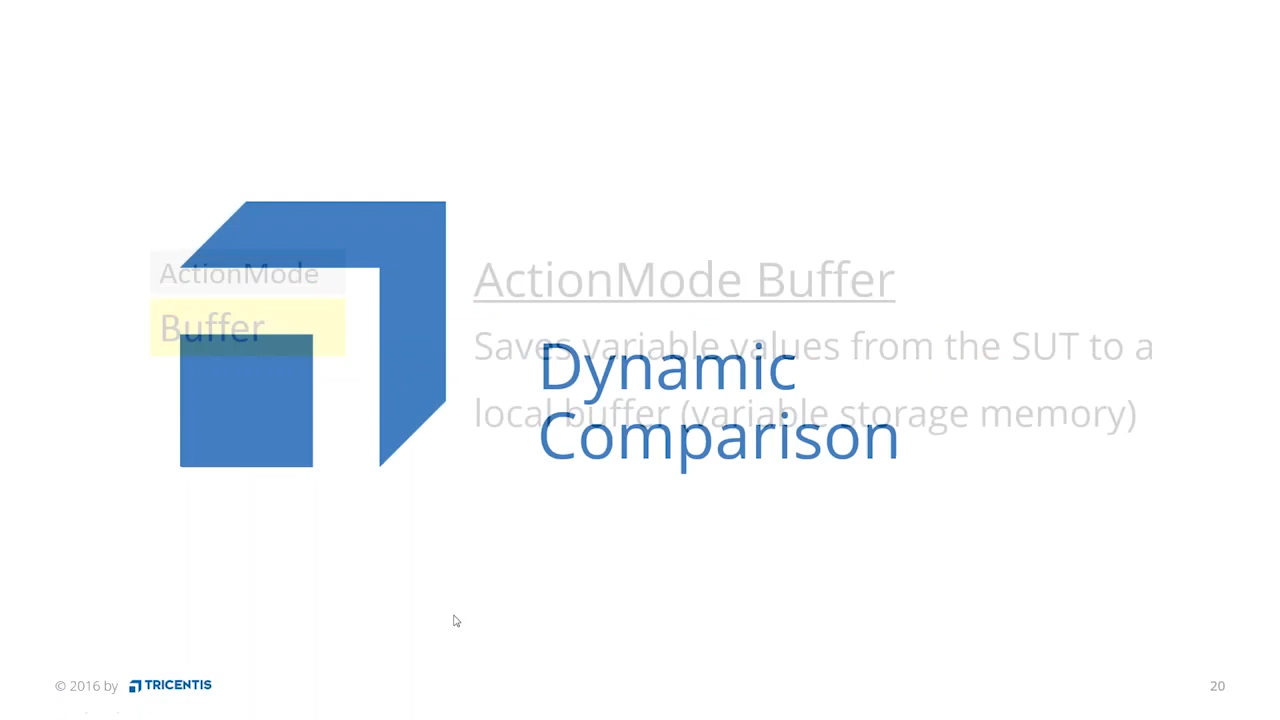 ActionMode
Buffer
ActionMode Buffer
Saves variable values from the SUT to a
local buffer (variable storage memory)
Dynamic
Comparison
© 2016 by TRICENTIS
20